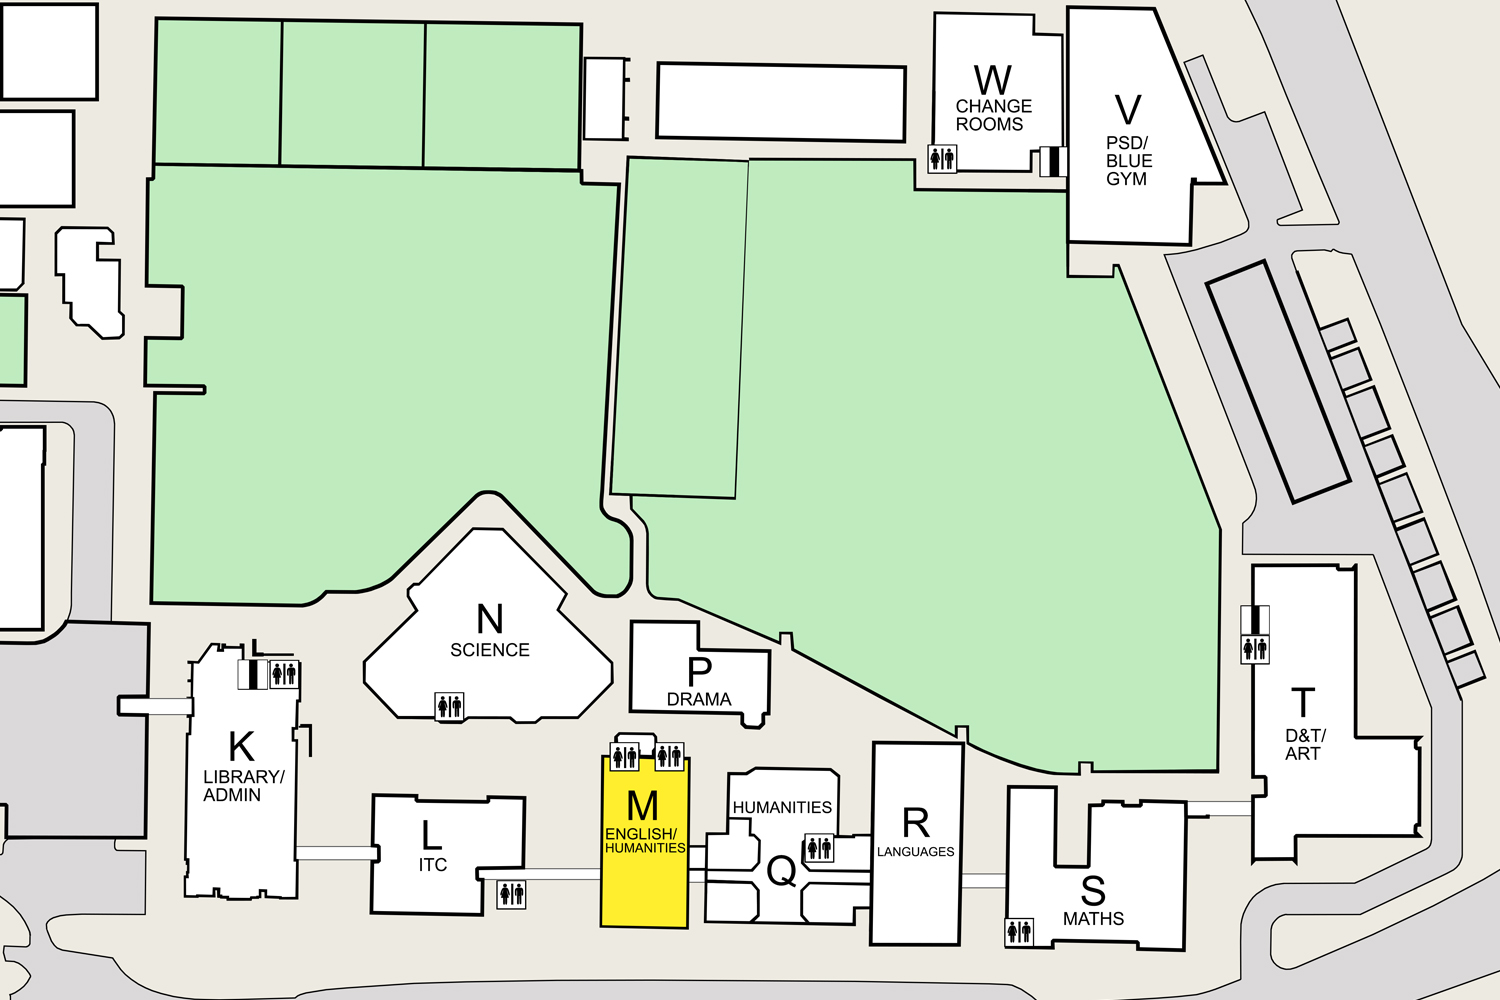 W
CHANGE
ROOMS
V
PSD/
BLUE
GYM
N
SCIENCE
P
DRAMA
K
LIBRARY/
ADMIN
T
D&T/
ART
M
ENGLISH/
HUMANITIES
HUMANITIES
Q
L
ITC
R
LANGUAGES
S
MATHS